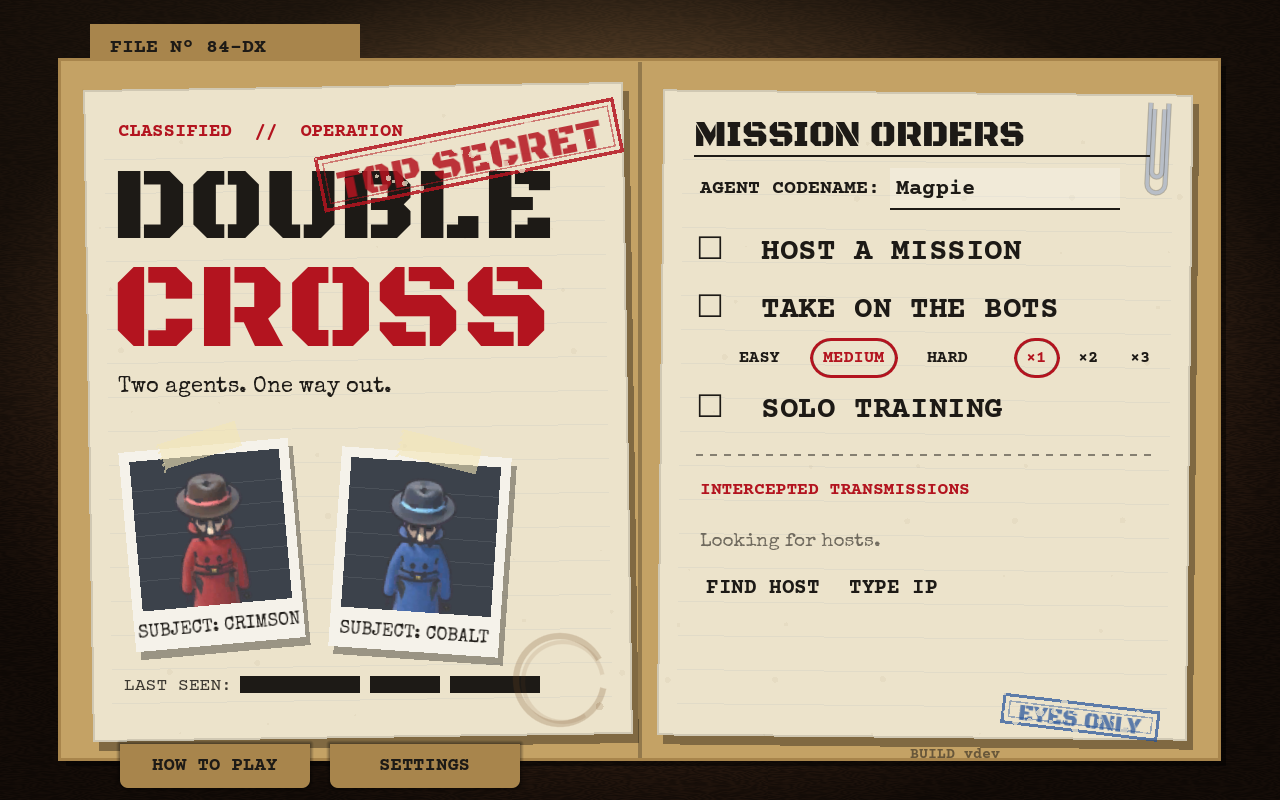 FILE Nº 84-DX
CLASSIFIED // OPERATION
TOP SECRET
DOUBLE
CROSS
Two agents. One way out.
SUBJECT: CRIMSON
SUBJECT: COBALT
LAST SEEN:
HOW TO PLAY
SETTINGS
MISSION ORDERS
AGENT CODENAME: Magpie
HOST A MISSION
TAKE ON THE BOTS
EASY MEDIUM HARD ×1 ×2 ×3
SOLO TRAINING
INTERCEPTED TRANSMISSIONS
Looking for hosts.
FIND HOST TYPE IP
EYES ONLY
BUILD vdev